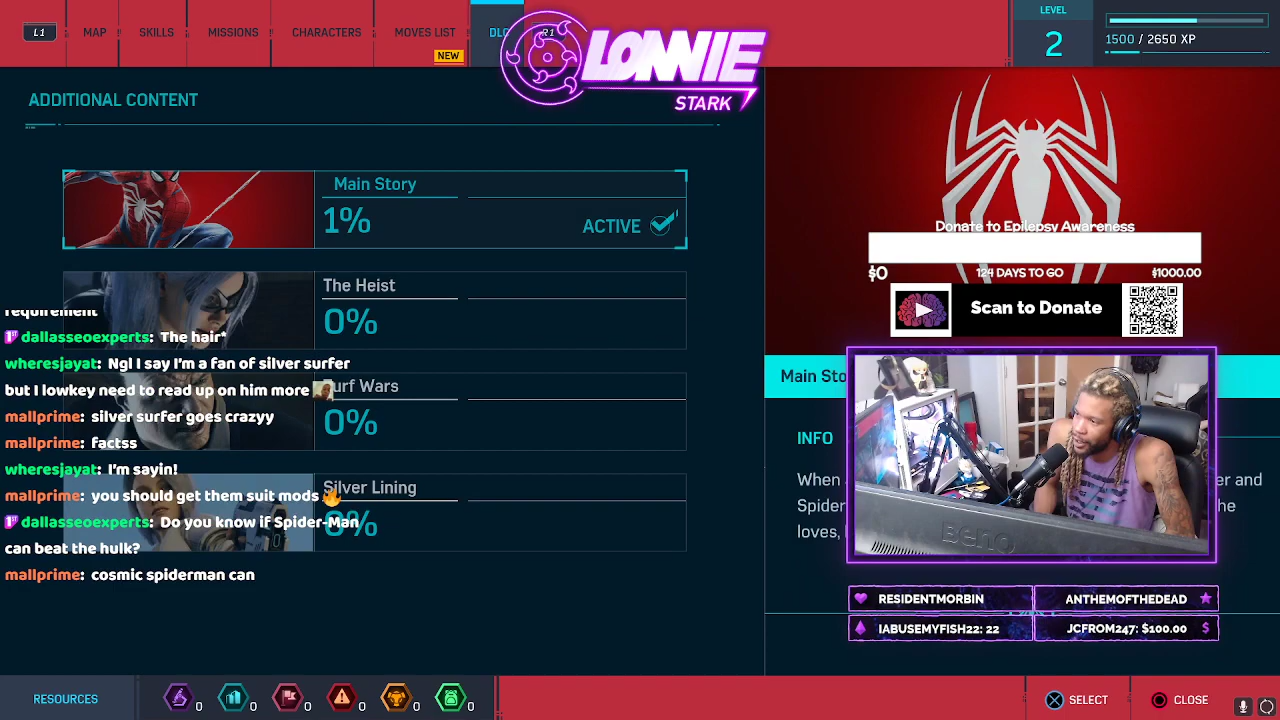 L1
MAP
SKILLS
MISSIONS
CHARACTERS
MOVES LIST
NEW
DLC
R1
LONNIE
STARK
LEVEL
2
1500 / 2650 XP
ADDITIONAL CONTENT
Main Story
1%
ACTIVE
The Heist
0%
Turf Wars
0%
Silver Lining
0%
requirement
dallasseoexperts: The hair*
wheresjayat: Ngl I say I'm a fan of silver surfer
but I lowkey need to read up on him more
mallprime: silver surfer goes crazyy
mallprime: factss
wheresjayat: I'm sayin!
mallprime: you should get them suit mods 🔥
dallasseoexperts: Do you know if Spider-Man
can beat the hulk?
mallprime: cosmic spiderman can
Donate to Epilepsy Awareness
$0 124 DAYS TO GO $1000.00
Scan to Donate
Main Sto
INFO
When
Spider
loves,
er and
he
BenQ
RESIDENTMORBIN
ANTHEMOFTHEDEAD
IABUSEMYFISH22: 22
JCFROM247: $100.00 $
RESOURCES
0 0 0 0 0 0
SELECT
CLOSE